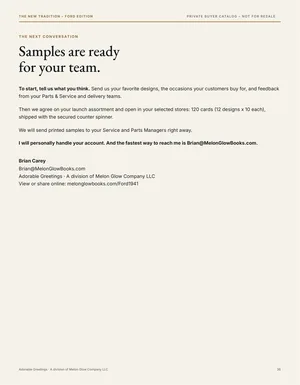 THE NEW TRADITION • FORD EDITION
PRIVATE BUYER CATALOG • NOT FOR RESALE
THE NEXT CONVERSATION
Samples are ready
for your team.
To start, tell us what you think. Send us your favorite designs, the occasions your customers buy for, and feedback
from your Parts & Service and delivery teams.
Then we agree on your launch assortment and open in your selected stores: 120 cards (12 designs x 10 each),
shipped with the secured counter spinner.
We will send printed samples to your Service and Parts Managers right away.
I will personally handle your account. And the fastest way to reach me is Brian@MelonGlowBooks.com.
Brian Carey
Brian@MelonGlowBooks.com
Adorable Greetings · A division of Melon Glow Company LLC
View or share online: melonglowbooks.com/Ford1941
Adorable Greetings · A division of Melon Glow Company, LLC